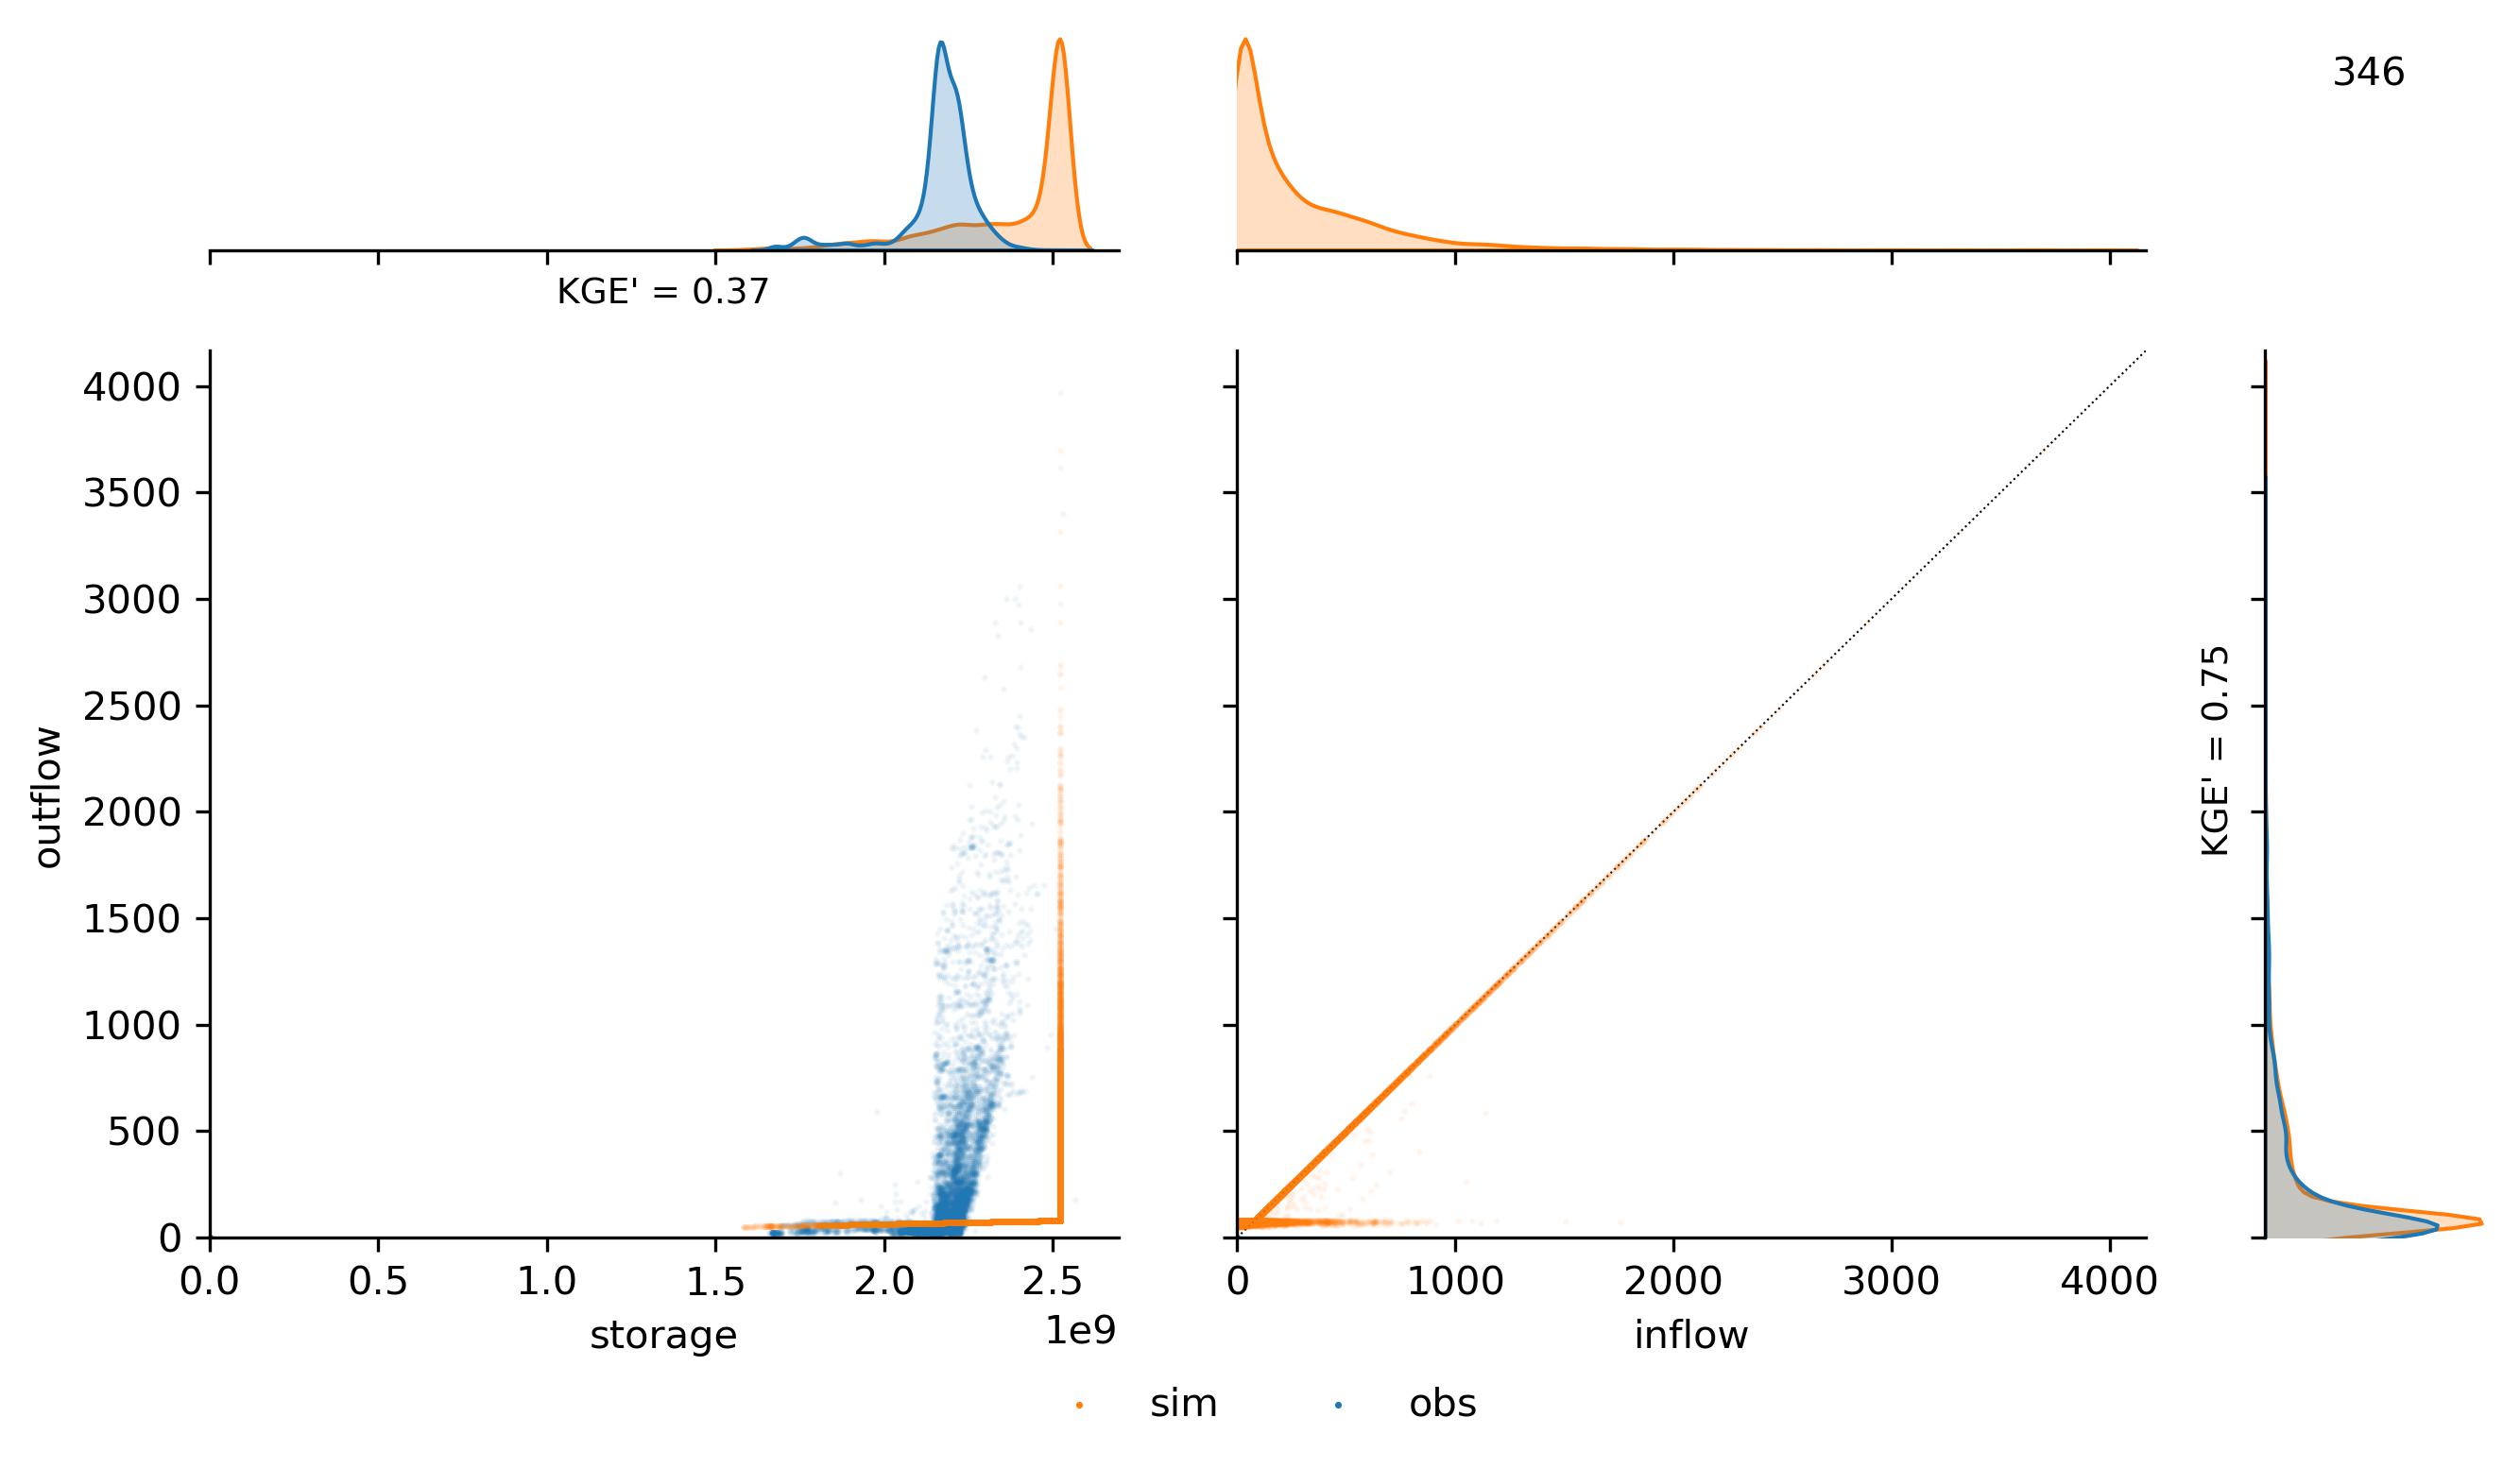 346
KGE' = 0.37
4000
3500
3000
2500
2000
1500
1000
500
0
outflow
KGE' = 0.75
0.0 0.5 1.0 1.5 2.0 2.5
1e9
storage
0 1000 2000 3000 4000
inflow
sim obs